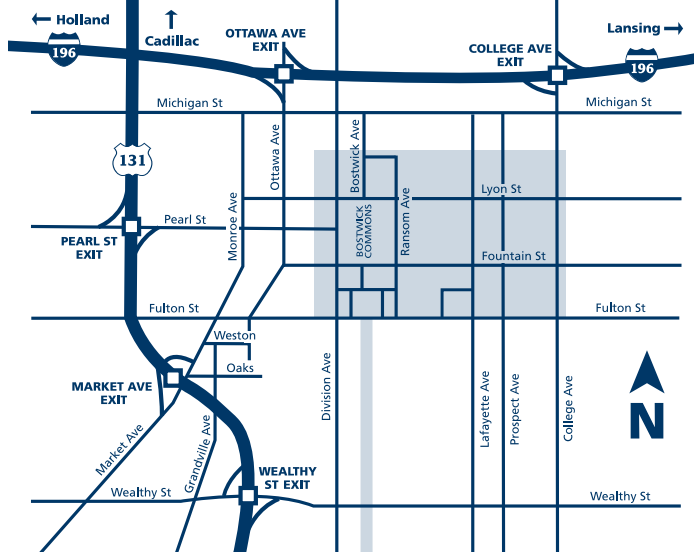 Holland
196
Cadillac
OTTAWA AVE
EXIT
COLLEGE AVE
EXIT
Lansing
196
Michigan St
Michigan St
131
Ottawa Ave
Bostwick Ave
Lyon St
Monroe Ave
Pearl St
BOSTWICK
COMMONS
Ransom Ave
PEARL ST
EXIT
Fountain St
Fulton St
Fulton St
Weston
Oaks
MARKET AVE
EXIT
Division Ave
Lafayette Ave
Prospect Ave
College Ave
N
Market Ave
Grandville Ave
WEALTHY
ST EXIT
Wealthy St
Wealthy St